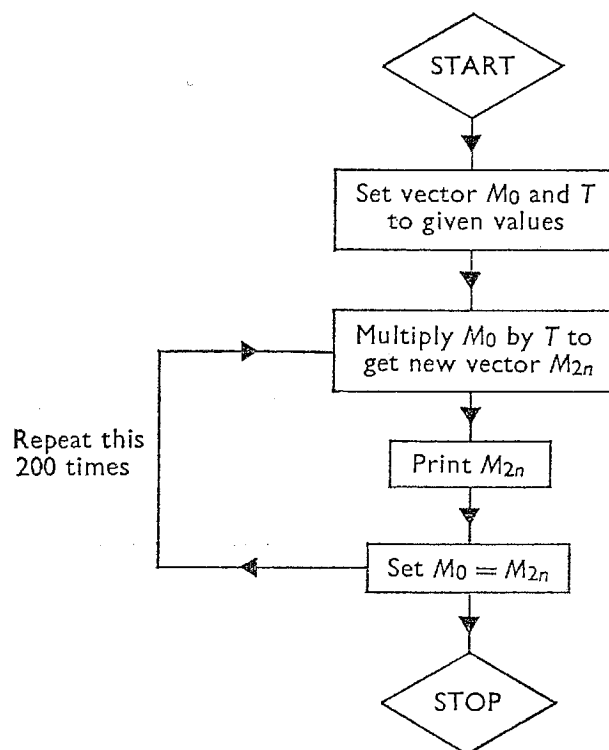 START
Set vector M0 and T
to given values
Multiply M0 by T to
get new vector M2n
Repeat this
200 times
Print M2n
Set M0 = M2n
STOP